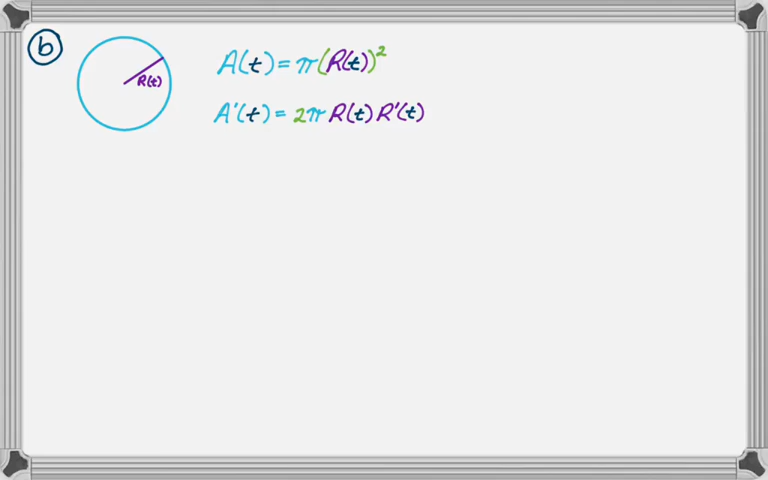 b
R(t)
A(t) = π(R(t))²
A'(t) = 2π R(t) R'(t)